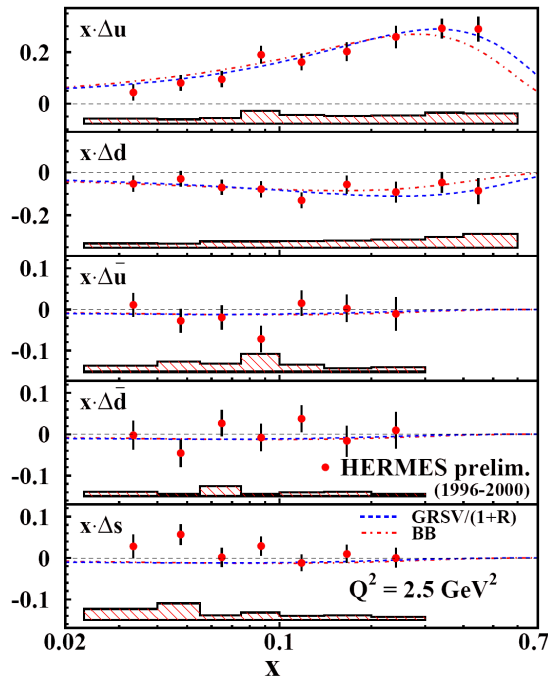 x·Δu
0.2
0
x·Δd
0
-0.2
x·Δū
0.1
0
-0.1
x·Δd̄
0.1
0
-0.1
HERMES prelim.
(1996-2000)
x·Δs
0.1
0
-0.1
GRSV/(1+R)
BB
Q² = 2.5 GeV²
0.02
0.1
0.7
x